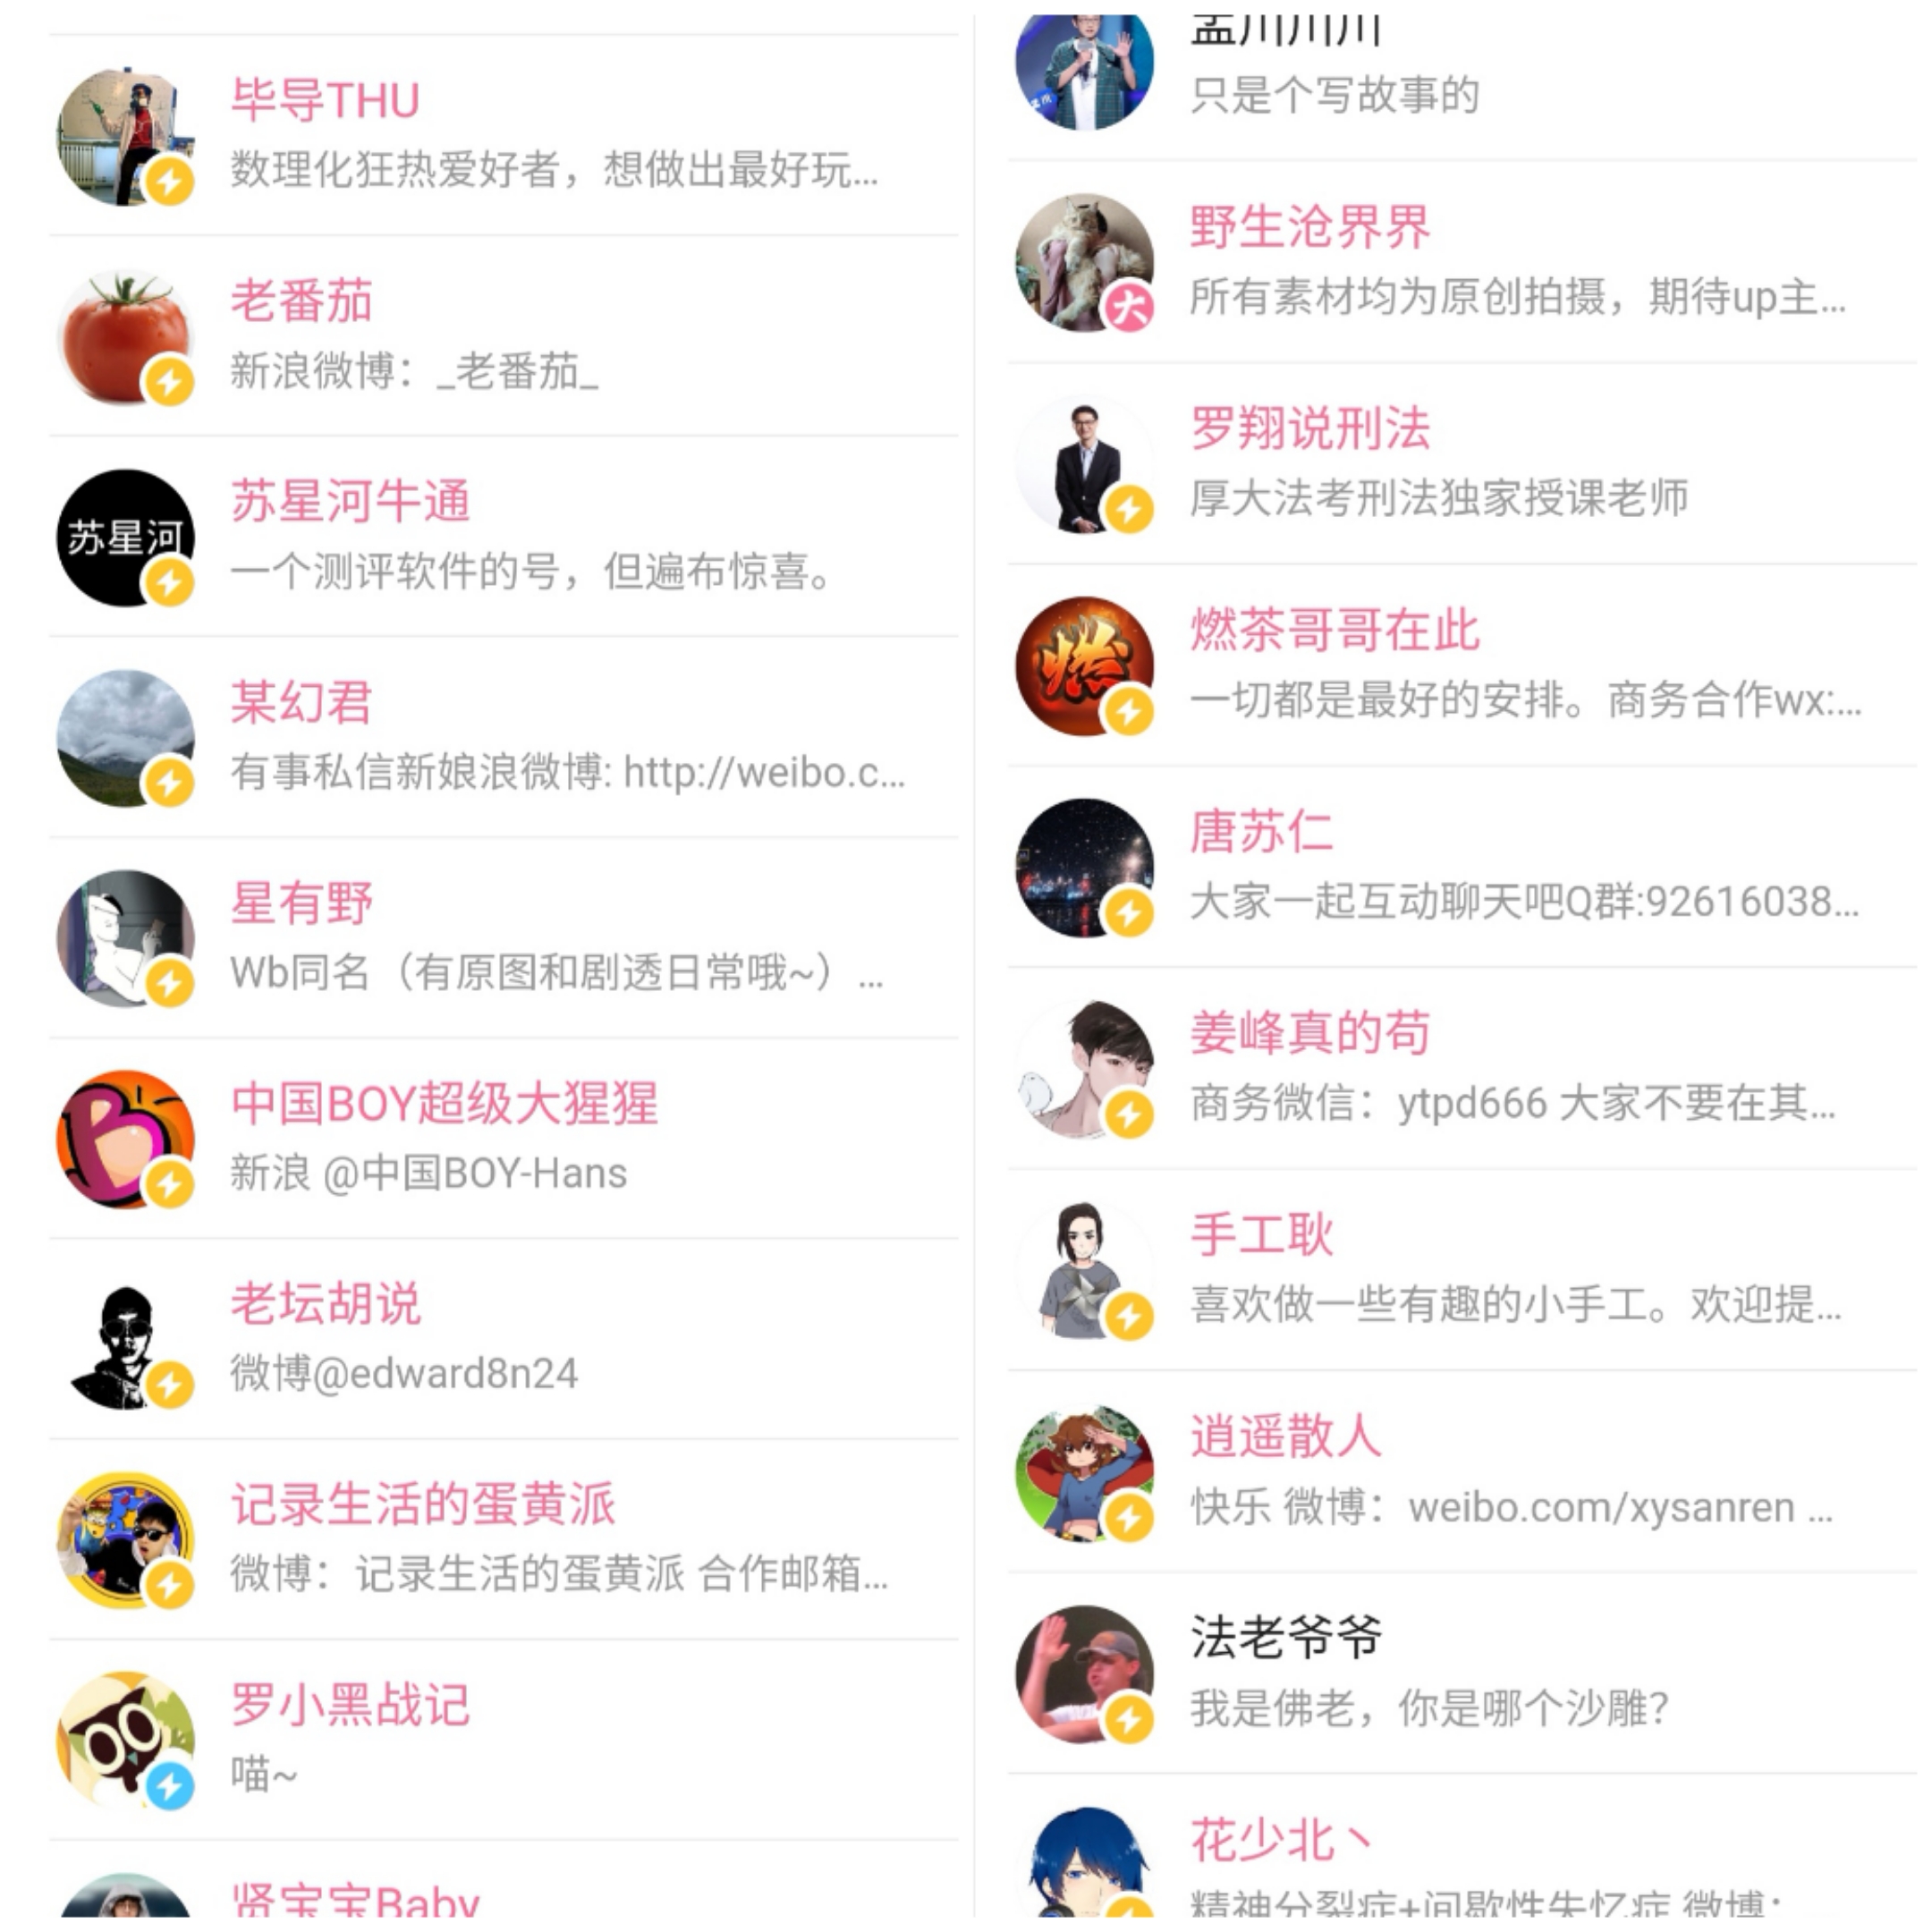 毕导THU
数理化狂热爱好者，想做出最好玩...
老番茄
新浪微博：_老番茄_
苏星河
苏星河牛通
一个测评软件的号，但遍布惊喜。
某幻君
有事私信新娘浪微博: http://weibo.c...
星有野
Wb同名（有原图和剧透日常哦~） ...
中国BOY超级大猩猩
新浪 @中国BOY-Hans
老坛胡说
微博@edward8n24
记录生活的蛋黄派
微博：记录生活的蛋黄派 合作邮箱...
罗小黑战记
喵~
贤宝宝Baby
孟川川川
只是个写故事的
野生沧界界
大
所有素材均为原创拍摄，期待up主...
罗翔说刑法
厚大法考刑法独家授课老师
燃
燃茶哥哥在此
一切都是最好的安排。商务合作wx:...
唐苏仁
大家一起互动聊天吧Q群:92616038...
姜峰真的苟
商务微信：ytpd666 大家不要在其...
手工耿
喜欢做一些有趣的小手工。欢迎提...
逍遥散人
快乐 微博：weibo.com/xysanren ...
法老爷爷
我是佛老，你是哪个沙雕？
花少北丶
精神分裂症+间歇性失忆症 微博：